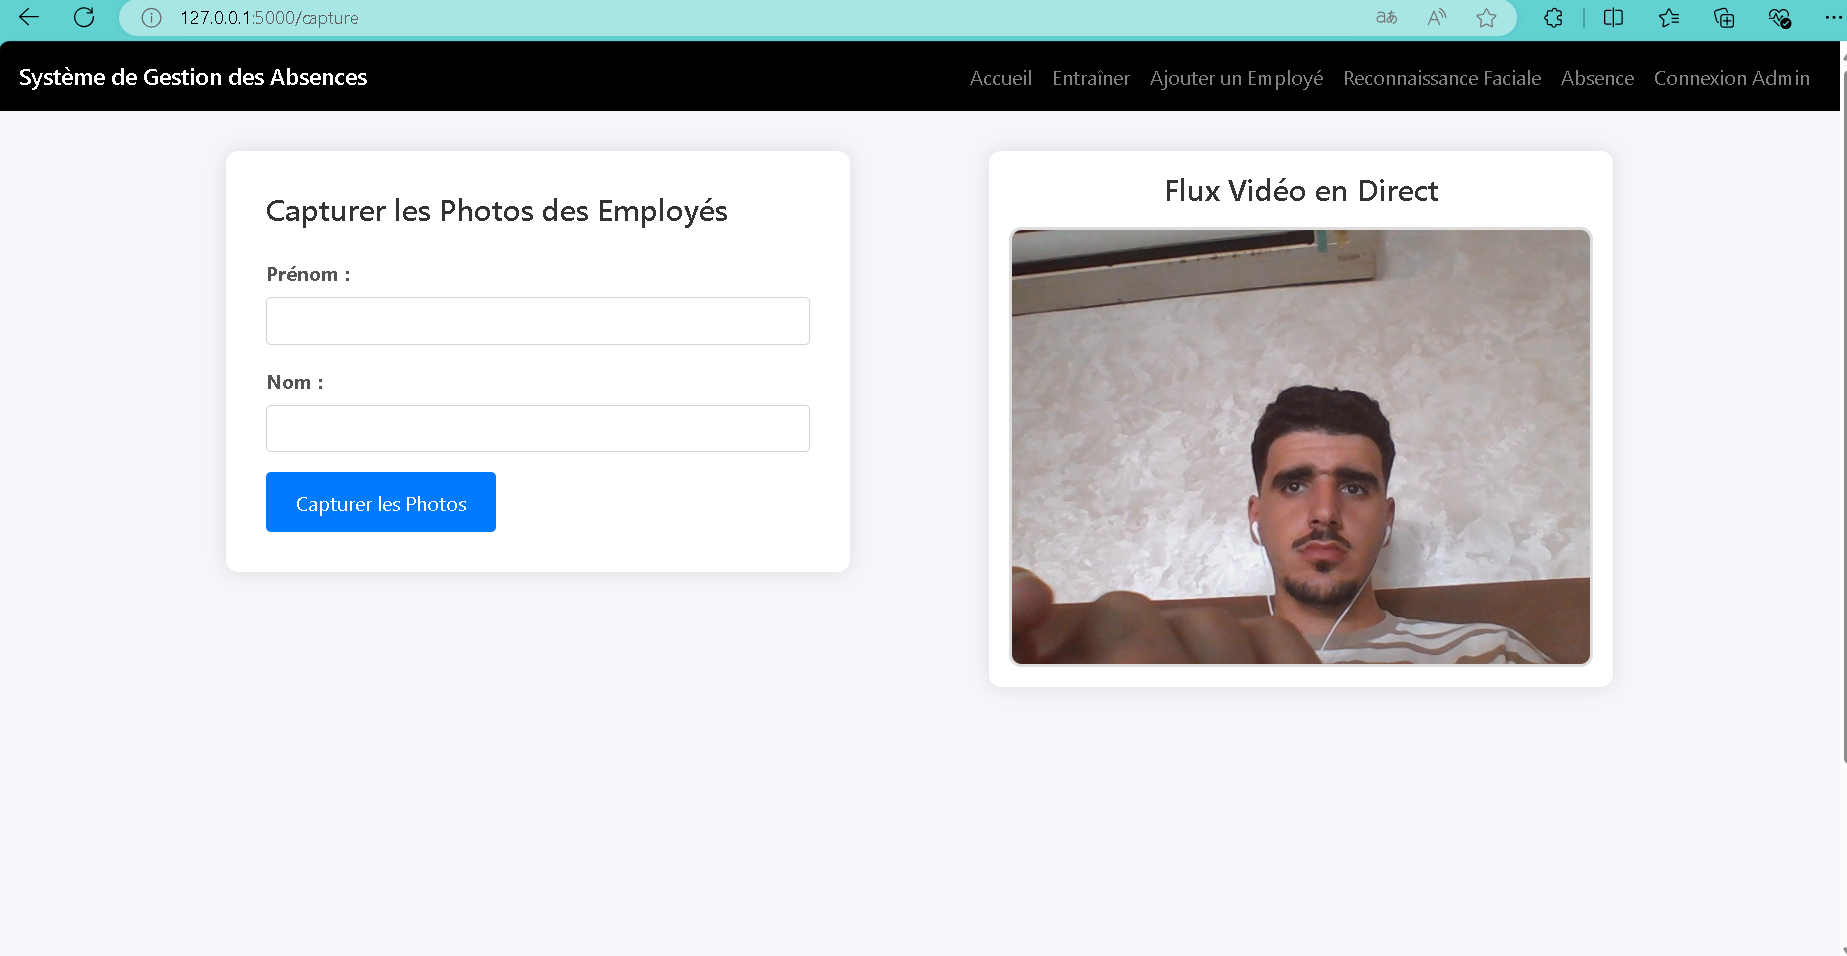 127.0.0.1:5000/capture
Système de Gestion des Absences
Accueil Entraîner Ajouter un Employé Reconnaissance Faciale Absence Connexion Admin
Capturer les Photos des Employés
Prénom :
Nom :
Capturer les Photos
Flux Vidéo en Direct